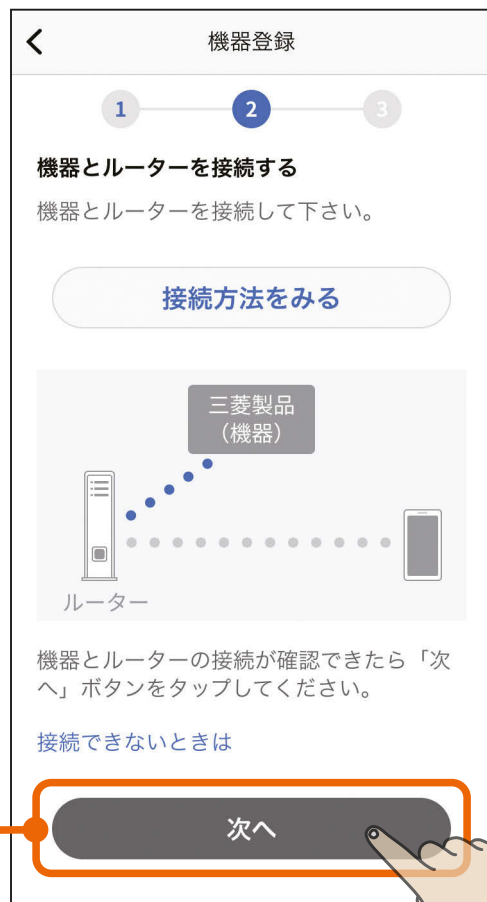 機器登録
1 2 3
機器とルーターを接続する
機器とルーターを接続して下さい。
接続方法をみる
三菱製品
（機器）
ルーター
機器とルーターの接続が確認できたら「次
へ」ボタンをタップしてください。
接続できないときは
次へ